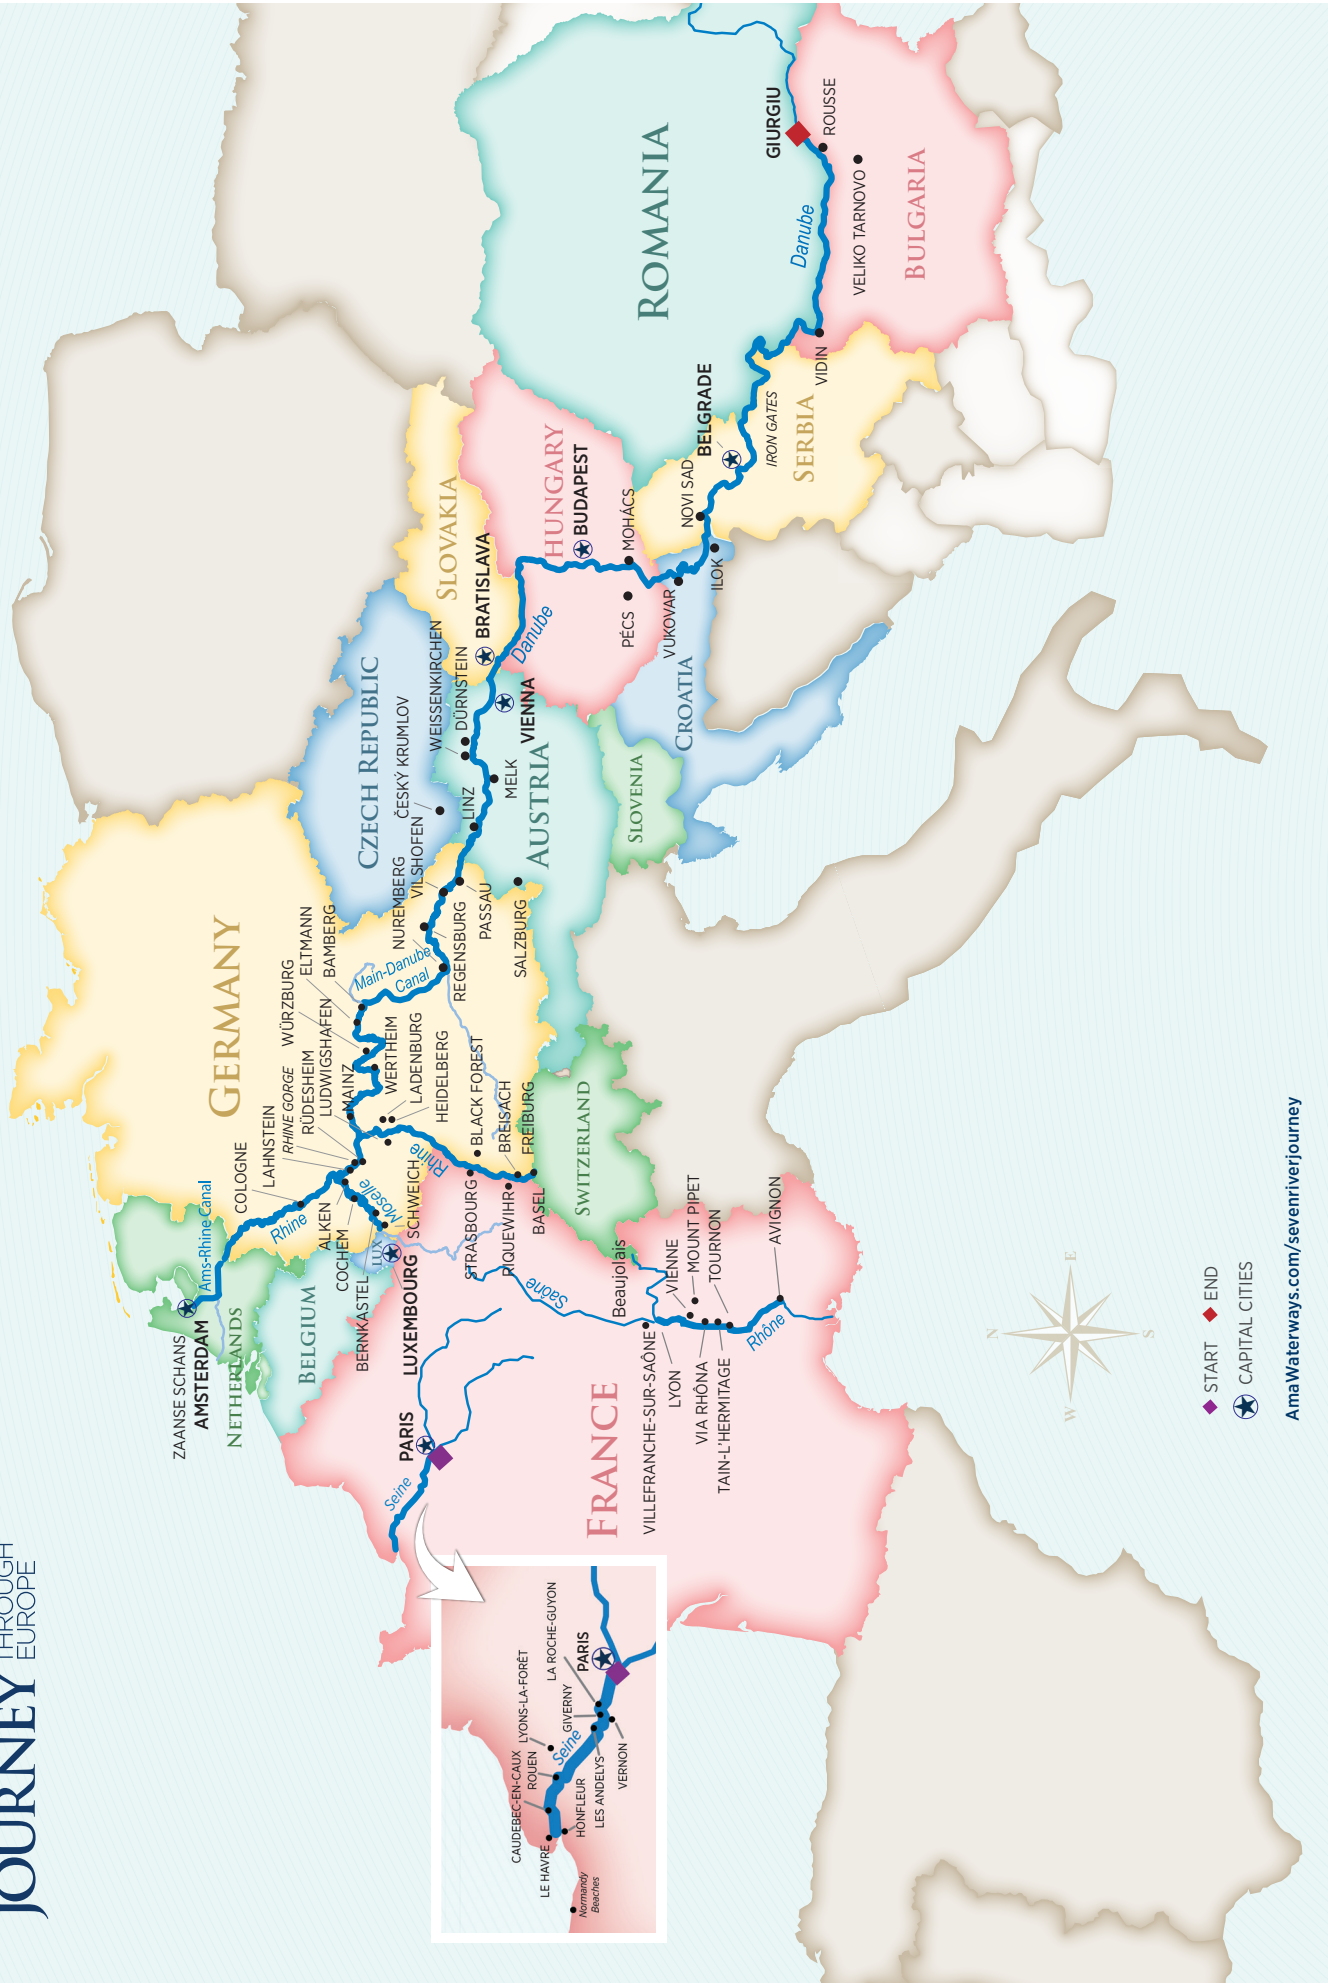 JOURNEY
THROUGH
EUROPE
ZAANSE SCHANS
AMSTERDAM
NETHERLANDS
Ams-Rhine Canal
BELGIUM
COLOGNE
LAHNSTEIN
RHINE GORGE
RÜDESHEIM
LUDWIGSHAFEN
MAINZ
Rhine
ALKEN
COCHEM
BERNKASTEL
Moselle
SCHWEICH
LUX
LUXEMBOURG
GERMANY
WÜRZBURG
ELTMANN
BAMBERG
WERTHEIM
LADENBURG
HEIDELBERG
BLACK FOREST
BREISACH
FREIBURG
Rhine
STRASBOURG
RIQUEWIHR
BASEL
SWITZERLAND
Main-Danube
Canal
NUREMBERG
VILSHOFEN
REGENSBURG
PASSAU
SALZBURG
CZECH REPUBLIC
ČESKÝ KRUMLOV
LINZ
MELK
WEISSENKIRCHEN
DÜRNSTEIN
VIENNA
AUSTRIA
SLOVENIA
SLOVAKIA
BRATISLAVA
Danube
HUNGARY
BUDAPEST
MOHÁCS
PÉCS
VUKOVAR
ILOK
CROATIA
NOVI SAD
BELGRADE
IRON GATES
SERBIA
VIDIN
ROMANIA
Danube
GIURGIU
ROUSSE
VELIKO TARNOVO
BULGARIA
PARIS
Seine
FRANCE
Saône
Beaujolais
VILLEFRANCHE-SUR-SAÔNE
LYON
VIENNE
MOUNT PIPET
TOURNON
VIA RHÔNA
TAIN-L'HERMITAGE
AVIGNON
Rhône
CAUDEBEC-EN-CAUX
ROUEN
LYONS-LA-FORÊT
LA ROCHE-GUYON
GIVERNY
PARIS
Seine
LE HAVRE
HONFLEUR
LES ANDELYS
VERNON
Normandy
Beaches
N
E
S
W
START
END
CAPITAL CITIES
AmaWaterways.com/sevenriverjourney